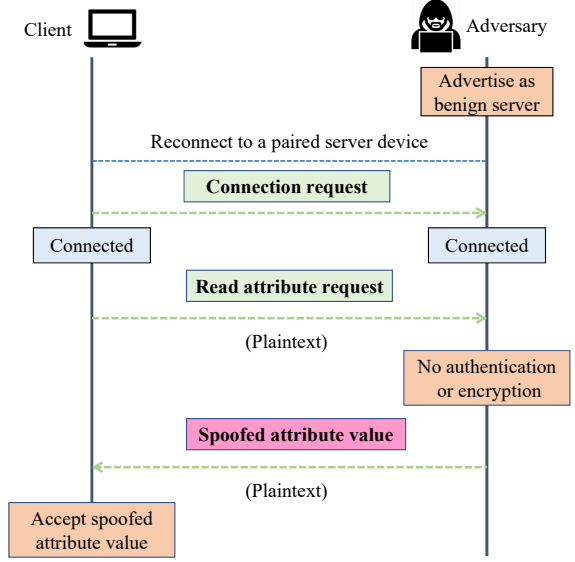 Client
Adversary
Advertise as
benign server
Reconnect to a paired server device
Connection request
Connected
Connected
Read attribute request
(Plaintext)
No authentication
or encryption
Spoofed attribute value
(Plaintext)
Accept spoofed
attribute value